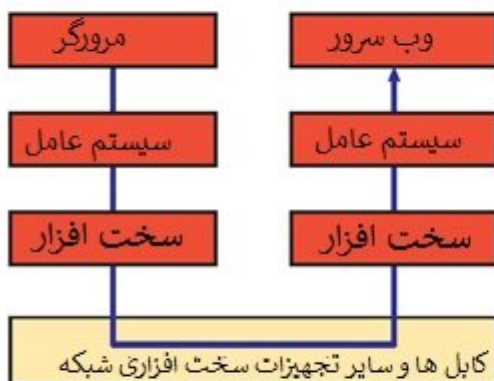 مرورگر
وب سرور
سیستم عامل
سیستم عامل
سخت افزار
سخت افزار
کابل ها و سایر تجهیزات سخت افزاری شبکه